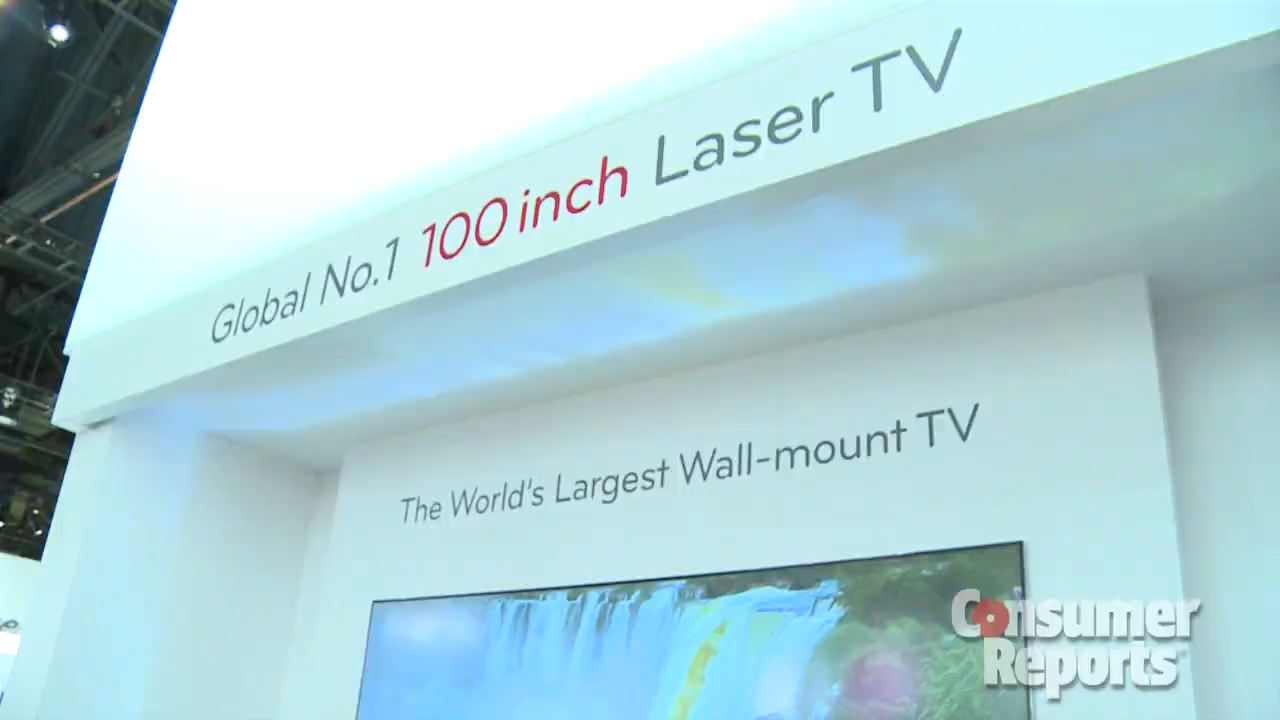 Global No.1 100 inch Laser TV
The World's Largest Wall-mount TV
Consumer
Reports